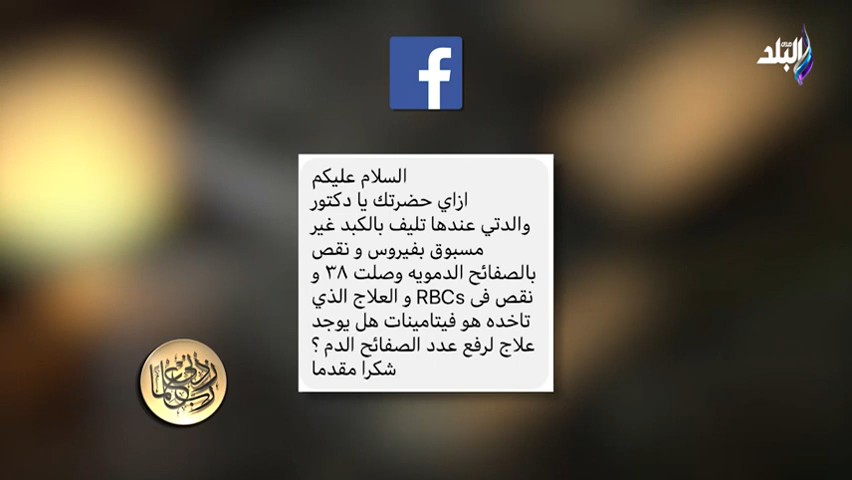 صدى
البلد
السلام عليكم
ازاي حضرتك يا دكتور
والدتي عندها تليف بالكبد غير
مسبوق بفيروس و نقص
بالصفائح الدمويه وصلت ٣٨ و
نقص فى RBCs و العلاج الذي
تاخده هو فيتامينات هل يوجد
علاج لرفع عدد الصفائح الدم ؟
شكرا مقدما